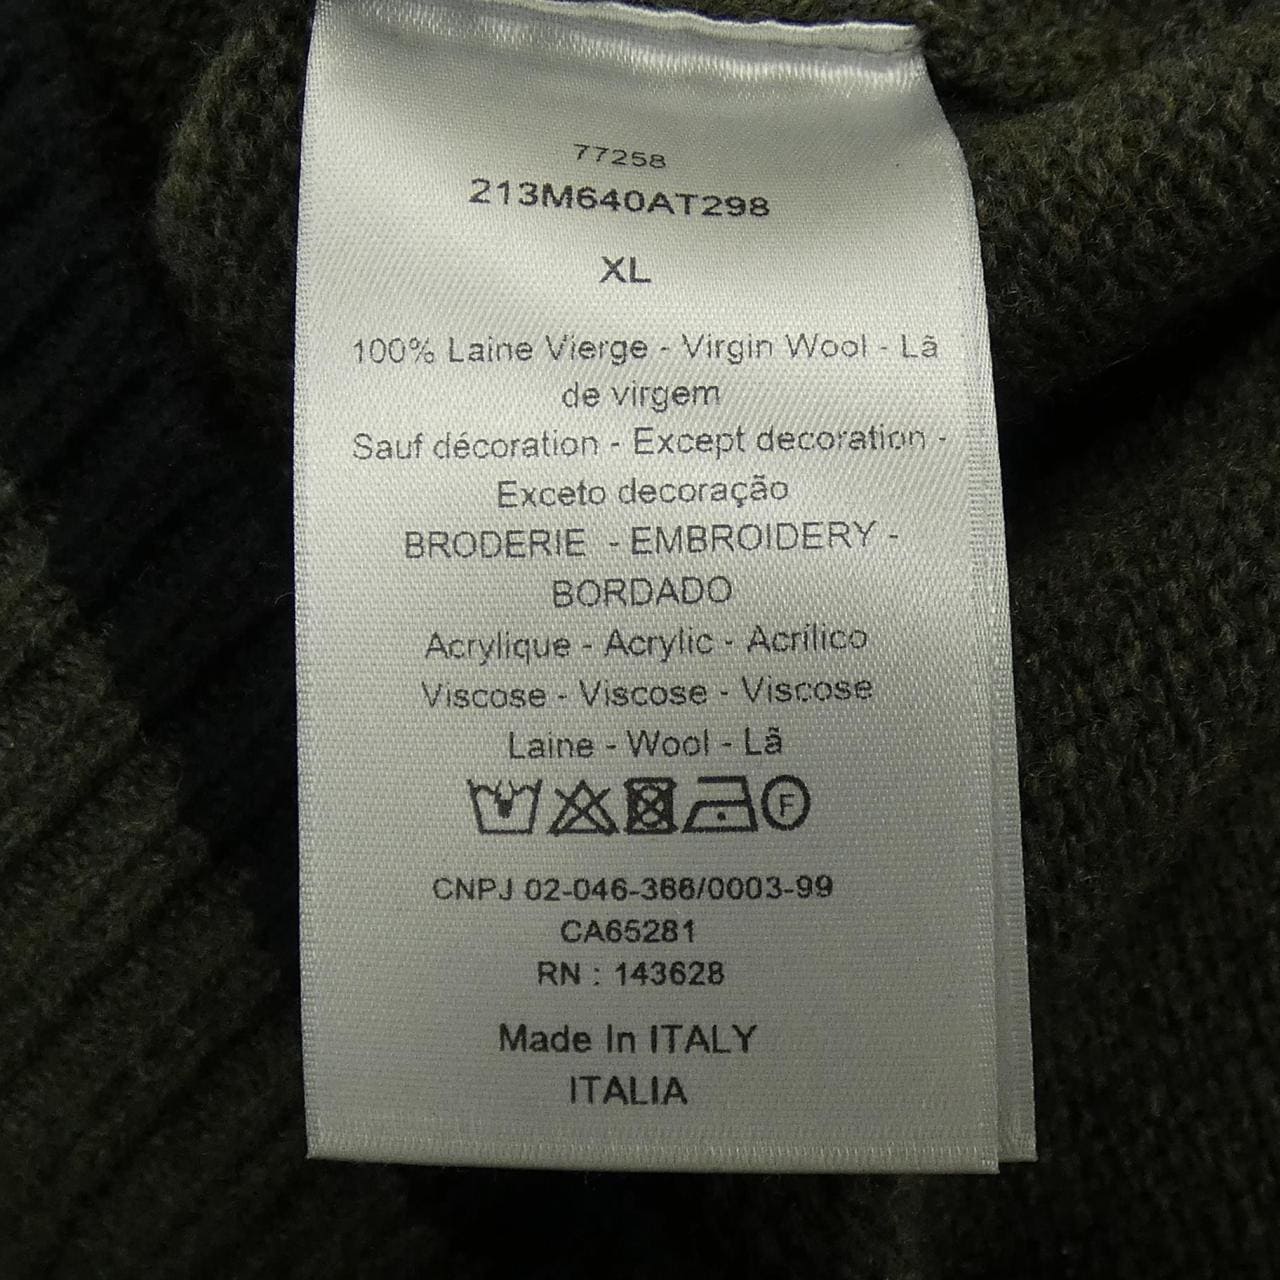 77258
213M640AT298
XL
100% Laine Vierge - Virgin Wool - Lã
de virgem
Sauf décoration - Except decoration -
Exceto decoração
BRODERIE - EMBROIDERY -
BORDADO
Acrylique - Acrylic - Acrílico
Viscose - Viscose - Viscose
Laine - Wool - Lã
F
CNPJ 02-046-366/0003-99
CA65281
RN : 143628
Made In ITALY
ITALIA